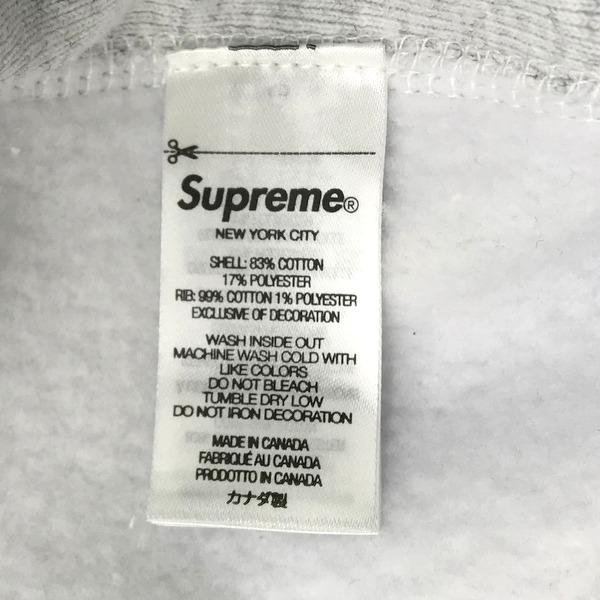 Supreme®
NEW YORK CITY
SHELL: 83% COTTON
17% POLYESTER
RIB: 99% COTTON 1% POLYESTER
EXCLUSIVE OF DECORATION
WASH INSIDE OUT
MACHINE WASH COLD WITH
LIKE COLORS
DO NOT BLEACH
TUMBLE DRY LOW
DO NOT IRON DECORATION
MADE IN CANADA
FABRIQUÉ AU CANADA
PRODOTTO IN CANADA
カナダ製